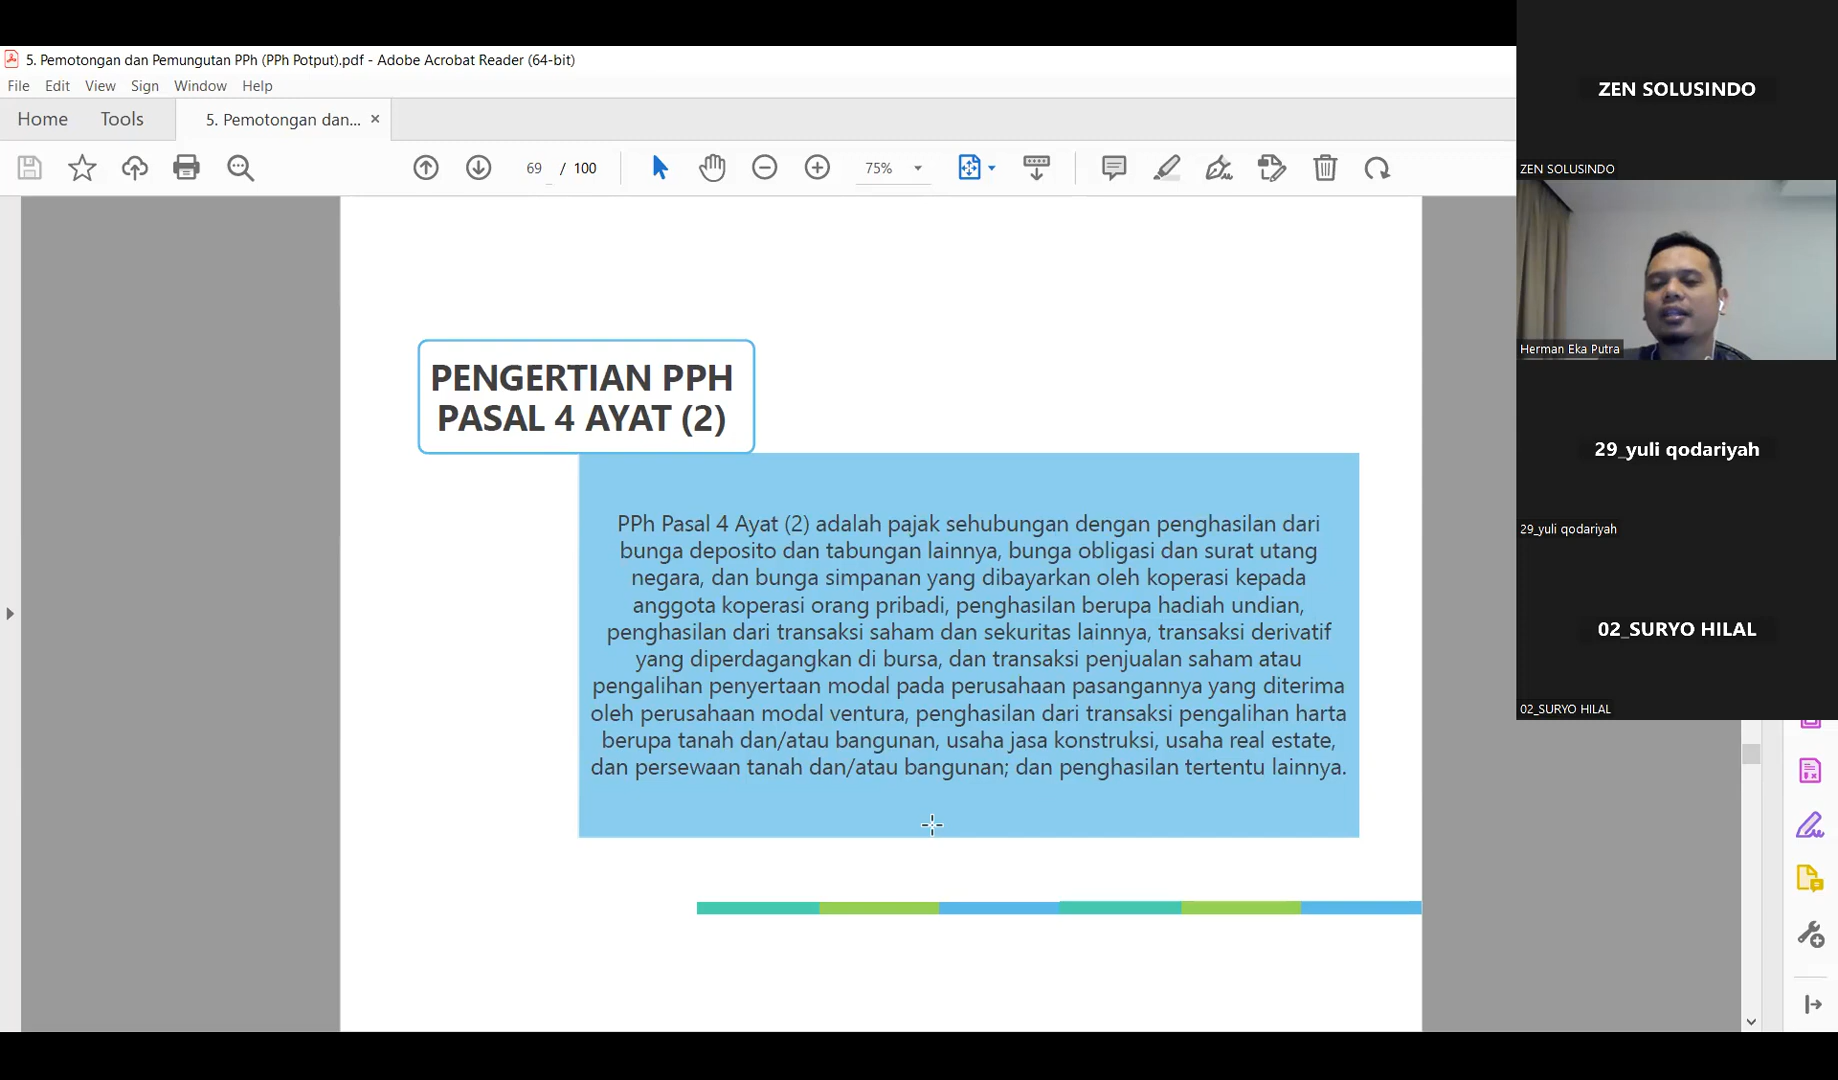 5. Pemotongan dan Pemungutan PPh (PPh Potput).pdf - Adobe Acrobat Reader (64-bit)
File Edit View Sign Window Help
Home Tools 5. Pemotongan dan... ×
69 / 100 75%
PENGERTIAN PPH
PASAL 4 AYAT (2)
PPh Pasal 4 Ayat (2) adalah pajak sehubungan dengan penghasilan dari
bunga deposito dan tabungan lainnya, bunga obligasi dan surat utang
negara, dan bunga simpanan yang dibayarkan oleh koperasi kepada
anggota koperasi orang pribadi, penghasilan berupa hadiah undian,
penghasilan dari transaksi saham dan sekuritas lainnya, transaksi derivatif
yang diperdagangkan di bursa, dan transaksi penjualan saham atau
pengalihan penyertaan modal pada perusahaan pasangannya yang diterima
oleh perusahaan modal ventura, penghasilan dari transaksi pengalihan harta
berupa tanah dan/atau bangunan, usaha jasa konstruksi, usaha real estate,
dan persewaan tanah dan/atau bangunan; dan penghasilan tertentu lainnya.
ZEN SOLUSINDO
ZEN SOLUSINDO
Herman Eka Putra
29_yuli qodariyah
29_yuli qodariyah
02_SURYO HILAL
02_SURYO HILAL